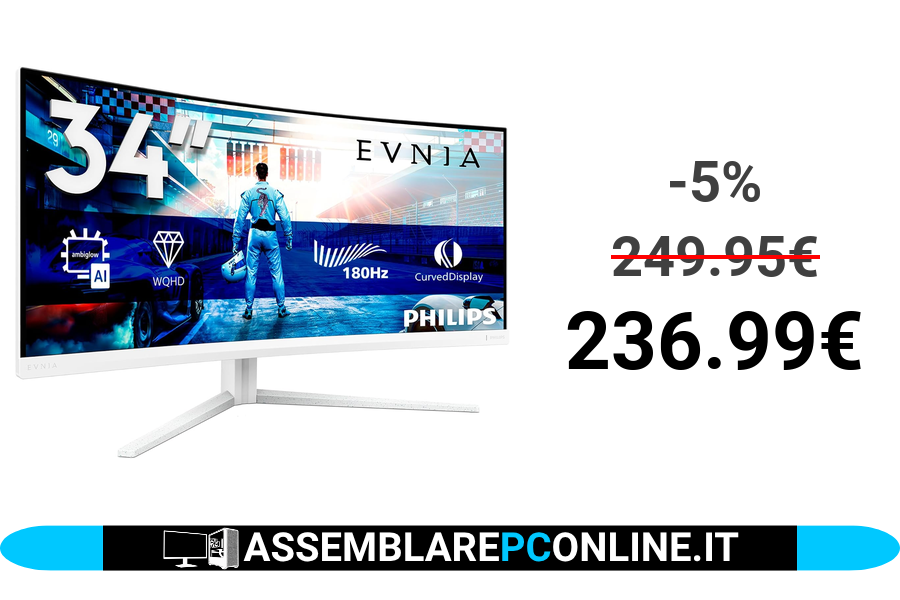 34"
EVNIA
29
ambiglow
AI
WQHD
180Hz
CurvedDisplay
PHILIPS
EVNIA
-5%
249.95€
236.99€
ASSEMBLAREPCONLINE.IT